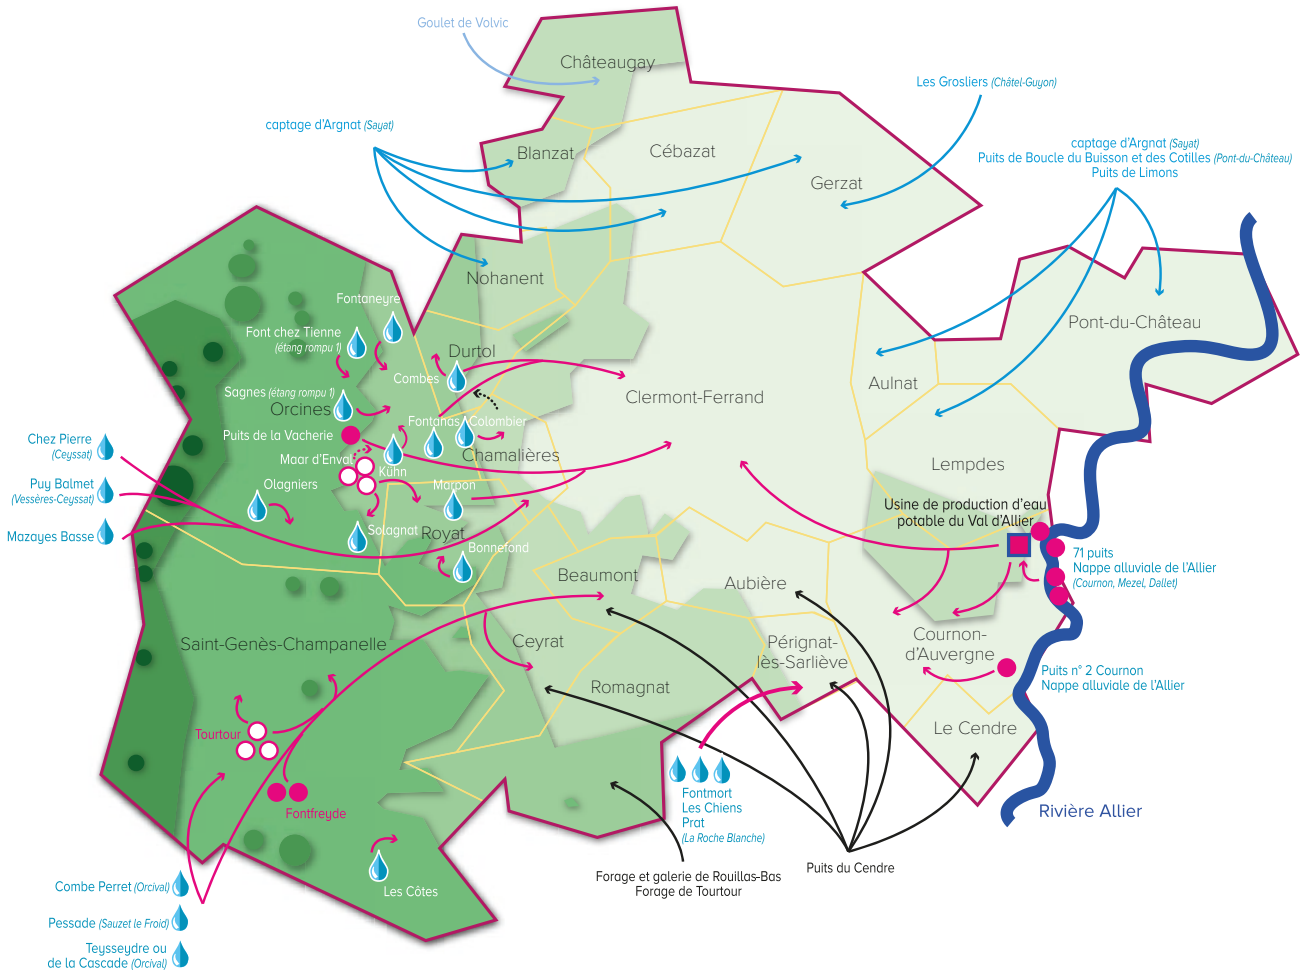 Goulet de Volvic
Châteaugay
Les Grosliers (Châtel-Guyon)
captage d'Argnat (Sayat)
captage d'Argnat (Sayat)
Puits de Boucle du Buisson et des Cotilles (Pont-du-Château)
Puits de Limons
Blanzat
Cébazat
Gerzat
Nohanent
Fontaneyre
Font chez Tienne
(étang rompu 1)
Pont-du-Château
Durtol
Combes
Aulnat
Sagnes (étang rompu 1)
Orcines
Clermont-Ferrand
Fontanas
Colombier
Puits de la Vacherie
Chez Pierre
(Ceyssat)
Maar d'Enval
Kühn
Chamalières
Lempdes
Puy Balmet
(Vessères-Ceyssat)
Olagniers
Maroon
Usine de production d'eau
potable du Val d'Allier
Mazayes Basse
Solagnat
Royat
Bonnefond
71 puits
Nappe alluviale de l'Allier
(Cournon, Mezel, Dallet)
Beaumont
Aubière
Saint-Genès-Champanelle
Ceyrat
Pérignat-
lès-Sarliève
Cournon-
d'Auvergne
Puits n° 2 Cournon
Nappe alluviale de l'Allier
Romagnat
Tourtour
Le Cendre
Fontfreyde
Fontmort
Les Chiens
Prat
(La Roche Blanche)
Rivière Allier
Puits du Cendre
Forage et galerie de Rouillas-Bas
Forage de Tourtour
Les Côtes
Combe Perret (Orcival)
Pessade (Sauzet le Froid)
Teysseydre ou
de la Cascade (Orcival)